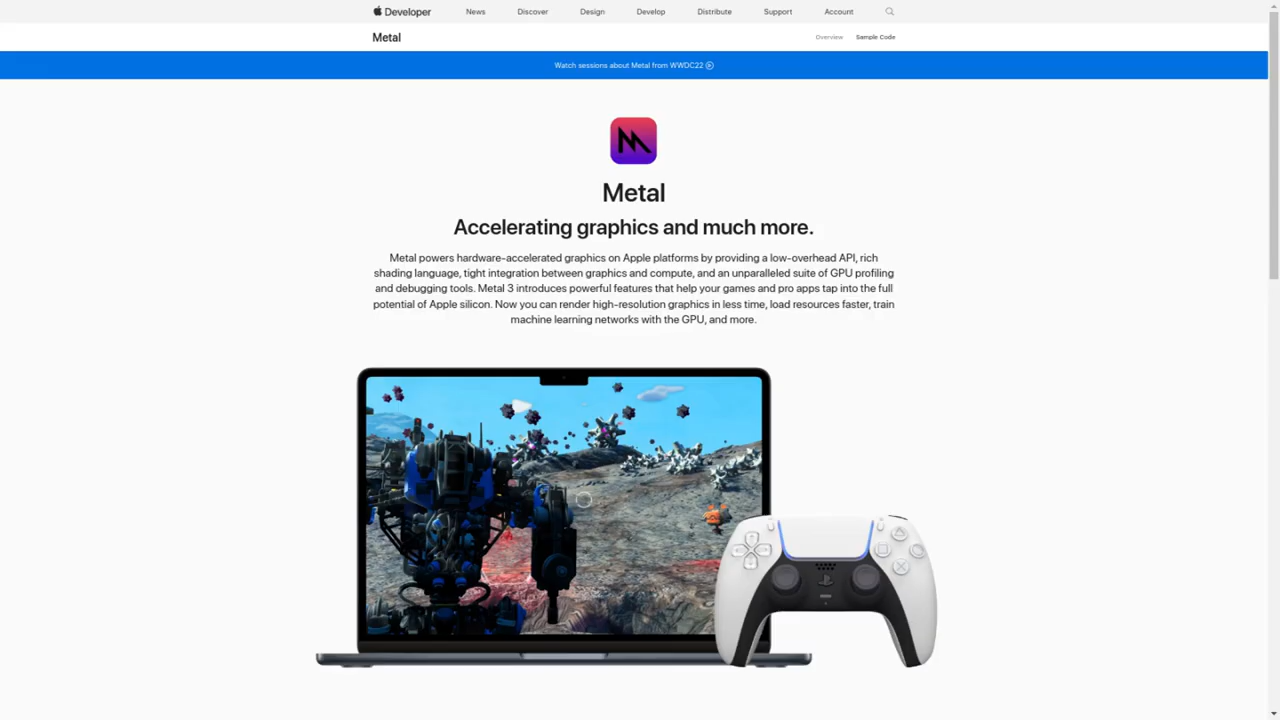 Developer
News
Discover
Design
Develop
Distribute
Support
Account
Metal
Overview
Sample Code
Watch sessions about Metal from WWDC22
Metal
Accelerating graphics and much more.
Metal powers hardware-accelerated graphics on Apple platforms by providing a low-overhead API, rich
shading language, tight integration between graphics and compute, and an unparalleled suite of GPU profiling
and debugging tools. Metal 3 introduces powerful features that help your games and pro apps tap into the full
potential of Apple silicon. Now you can render high-resolution graphics in less time, load resources faster, train
machine learning networks with the GPU, and more.